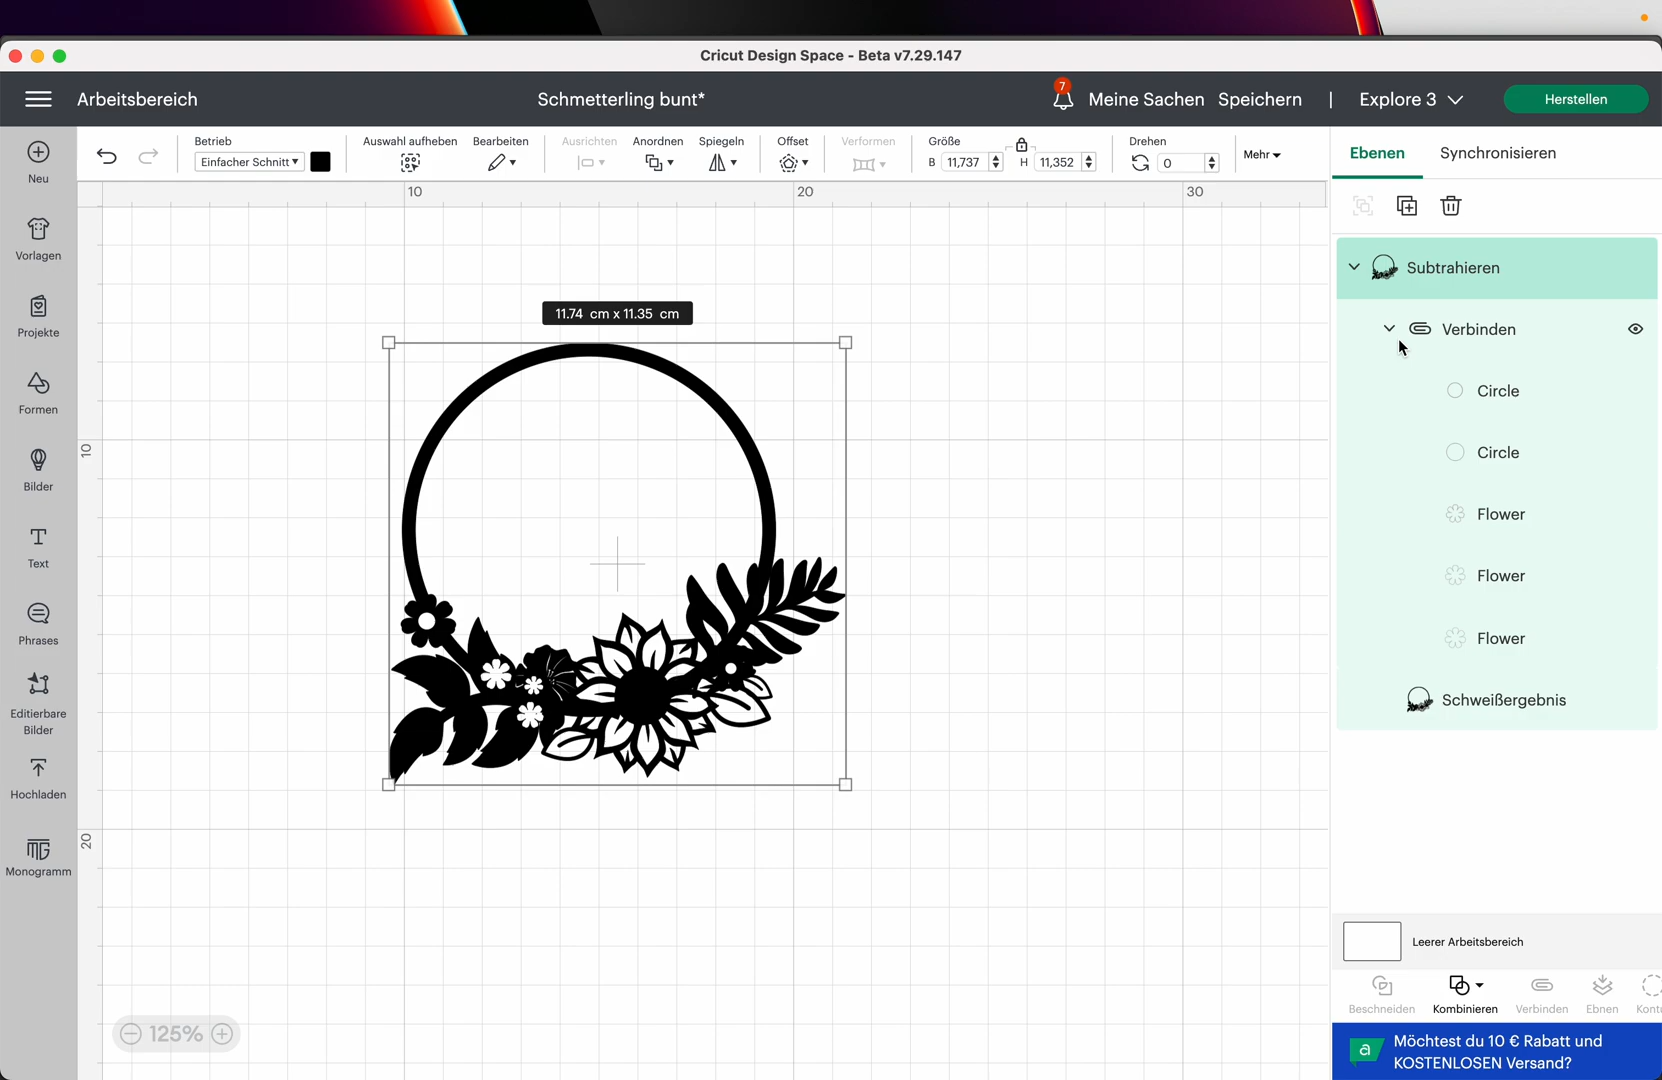 Cricut Design Space - Beta v7.29.147
Arbeitsbereich
Schmetterling bunt*
7
Meine Sachen
Speichern
|
Explore 3
Herstellen
Neu
Vorlagen
Projekte
Formen
Bilder
Text
Phrases
Editierbare
Bilder
Hochladen
Monogramm
Betrieb
Einfacher Schnitt
Auswahl aufheben
Bearbeiten
Ausrichten
Anordnen
Spiegeln
Offset
Verformen
Größe
B 11,737
H 11,352
Drehen
0
Mehr
10
20
30
10
20
11.74 cm x 11.35 cm
125%
Ebenen
Synchronisieren
Subtrahieren
Verbinden
Circle
Circle
Flower
Flower
Flower
Schweißergebnis
Leerer Arbeitsbereich
Beschneiden
Kombinieren
Verbinden
Ebnen
Kontu
a
Möchtest du 10 € Rabatt und
KOSTENLOSEN Versand?